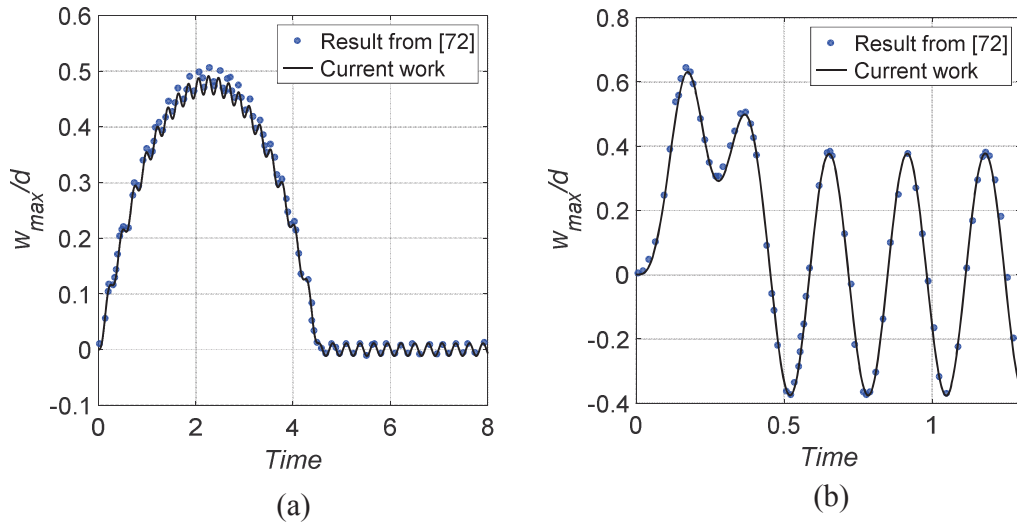 0.6
0.5
0.4
0.3
0.2
0.1
0
-0.1
w_max/d
Result from [72]
Current work
0 2 4 6 8
Time
(a)
0.8
0.6
0.4
0.2
0
-0.2
-0.4
w_max/d
Result from [72]
Current work
0 0.5 1
Time
(b)